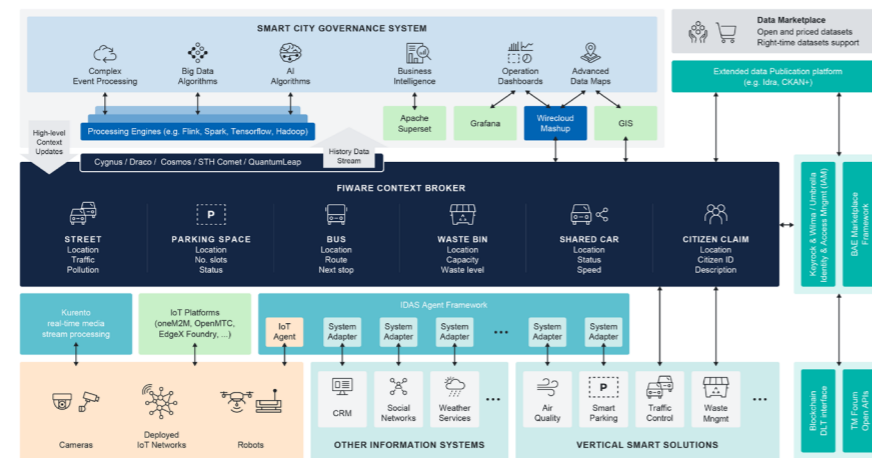 SMART CITY GOVERNANCE SYSTEM
Complex
Event Processing
Big Data
Algorithms
AI
Algorithms
Business
Intelligence
Operation
Dashboards
Advanced
Data Maps
Data Marketplace
Open and priced datasets
Right-time datasets support
Extended data Publication platform
(e.g. Idra, CKAN+)
Processing Engines (e.g. Flink, Spark, Tensorflow, Hadoop)
Apache
Superset
Grafana
Wirecloud
Mashup
GIS
High-level
Context
Updates
History Data
Stream
Cygnus / Draco / Cosmos / STH Comet / QuantumLeap
FIWARE CONTEXT BROKER
STREET
Location
Traffic
Pollution
P
PARKING SPACE
Location
No. slots
Status
BUS
Location
Route
Next stop
WASTE BIN
Location
Capacity
Waste level
SHARED CAR
Location
Status
Speed
CITIZEN CLAIM
Location
Citizen ID
Description
Keyrock & Wilma / Umbrella
Identity & Access Mngmt (IAM)
BAE Marketplace
Framework
Kurento
real-time media
stream processing
IoT Platforms
(oneM2M, OpenMTC,
EdgeX Foundry, ...)
IDAS Agent Framework
IoT
Agent
System
Adapter
System
Adapter
System
Adapter
...
System
Adapter
System
Adapter
Cameras
Deployed
IoT Networks
Robots
CRM
Social
Networks
Weather
Services
...
OTHER INFORMATION SYSTEMS
Air
Quality
P
Smart
Parking
Traffic
Control
Waste
Mngmt
...
VERTICAL SMART SOLUTIONS
Blockchain
DLT interface
TM Forum
Open APIs